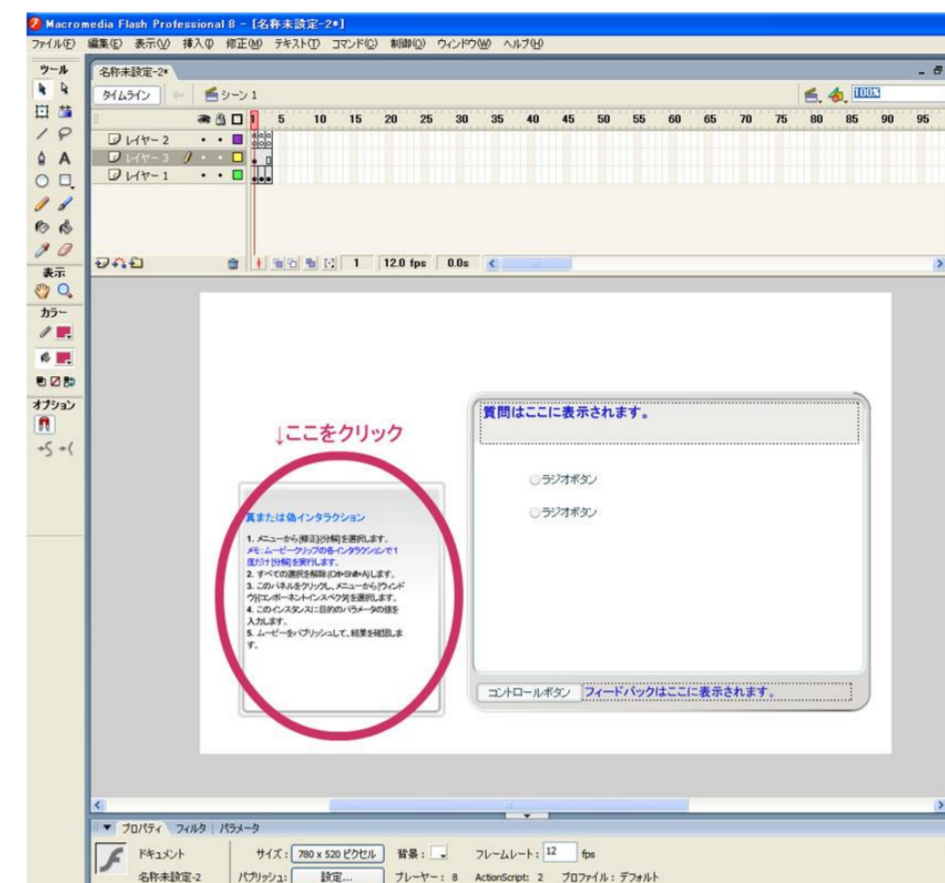 Macromedia Flash Professional 8 - [名称未設定-2*]
ファイル(F) 編集(E) 表示(V) 挿入(I) 修正(M) テキスト(T) コマンド(C) 制御(O) ウィンドウ(W) ヘルプ(H)
ツール
名称未設定-2*
タイムライン シーン 1 100%
1 5 10 15 20 25 30 35 40 45 50 55 60 65 70 75 80 85 90 95
レイヤー 2
レイヤー 3
レイヤー 1
1 12.0 fps 0.0s
表示
カラー
オプション
↓ここをクリック
真または偽インタラクション
1. メニューから[修正]-[分解]を選択します。
メモ:ムービークリップの各インタラクションで1
度だけ[分解]を実行します。
2. すべての選択を解除(Ctrl+Shift+A)します。
3. このパネルをクリックし、メニューから[ウィンド
ウ]-[コンポーネントインスペクタ]を選択します。
4. このインスタンスに目的のパラメータの値を
入力します。
5. ムービーをパブリッシュして、結果を確認しま
す。
質問はここに表示されます。
ラジオボタン
ラジオボタン
コントロールボタン フィードバックはここに表示されます。
プロパティ フィルタ パラメータ
ドキュメント サイズ: 780 x 520 ピクセル 背景: フレームレート: 12 fps
名称未設定-2 パブリッシュ: 設定... プレーヤー: 8 ActionScript: 2 プロファイル: デフォルト